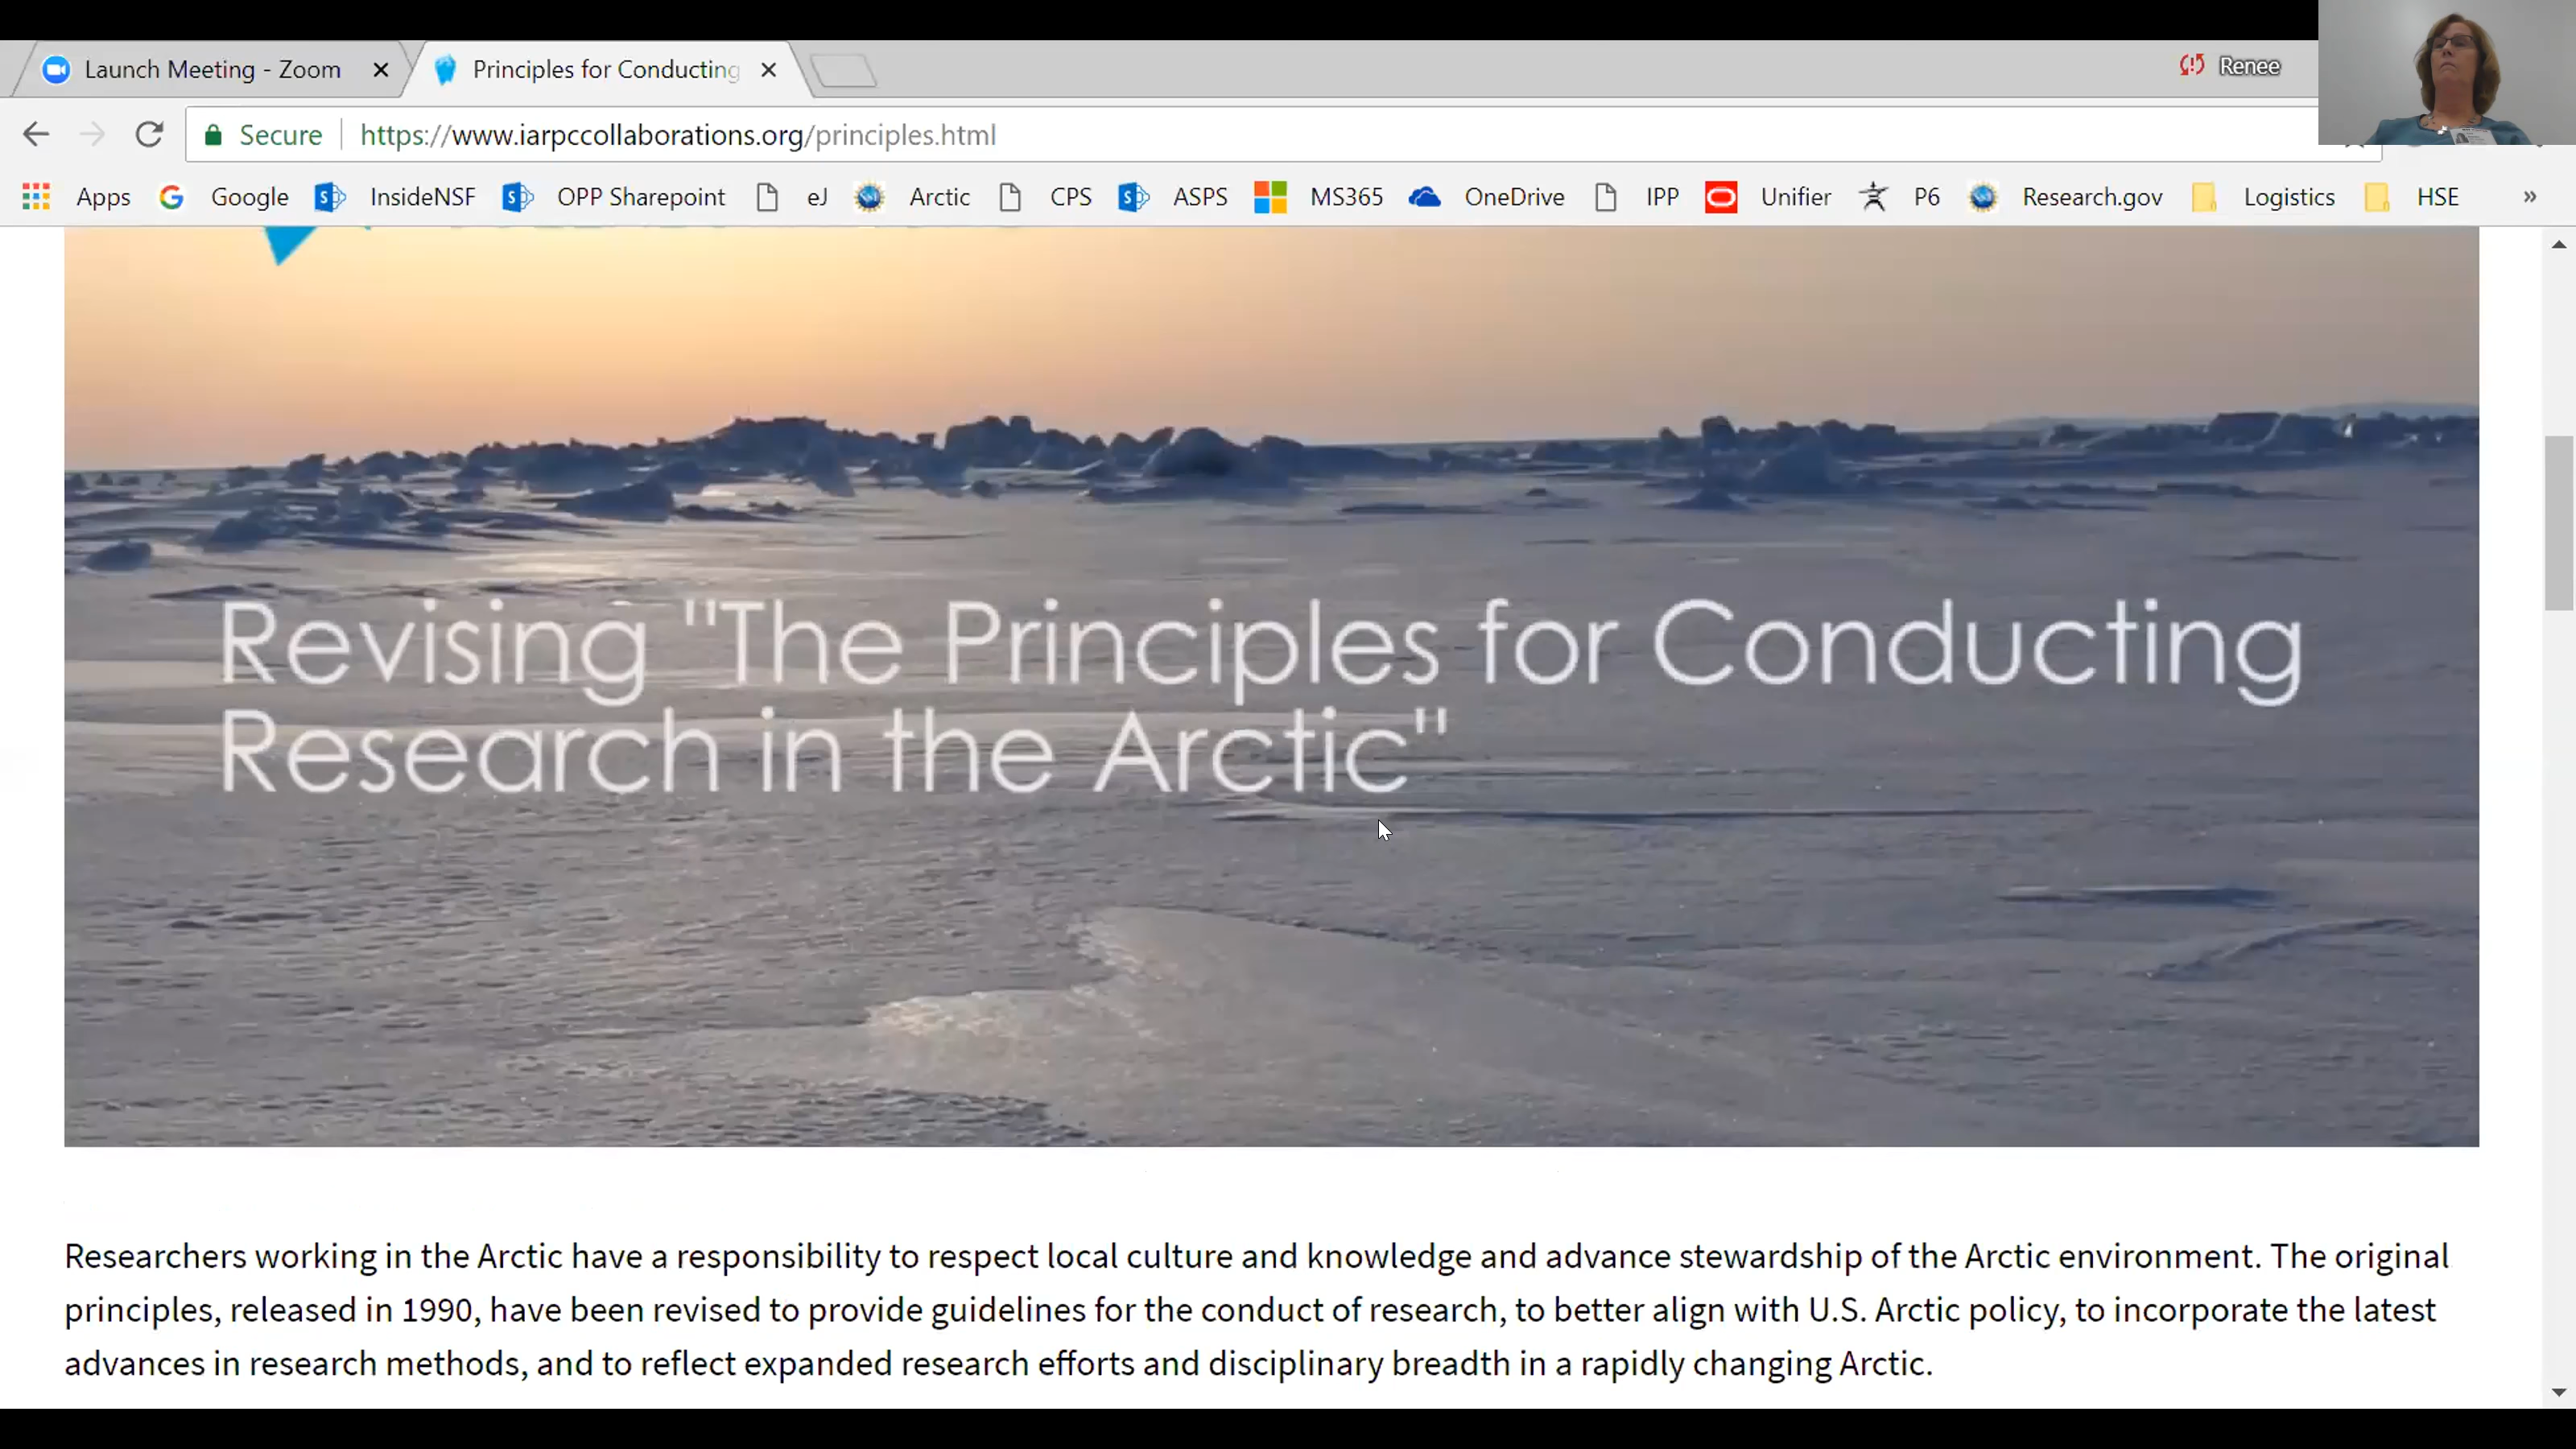 Launch Meeting - Zoom
Principles for Conducting
Renee
Secure
https://www.iarpccollaborations.org/principles.html
Apps
Google
InsideNSF
OPP Sharepoint
eJ
Arctic
CPS
ASPS
MS365
OneDrive
IPP
Unifier
P6
Research.gov
Logistics
HSE
»
Revising "The Principles for Conducting
Research in the Arctic"
Researchers working in the Arctic have a responsibility to respect local culture and knowledge and advance stewardship of the Arctic environment. The original
principles, released in 1990, have been revised to provide guidelines for the conduct of research, to better align with U.S. Arctic policy, to incorporate the latest
advances in research methods, and to reflect expanded research efforts and disciplinary breadth in a rapidly changing Arctic.